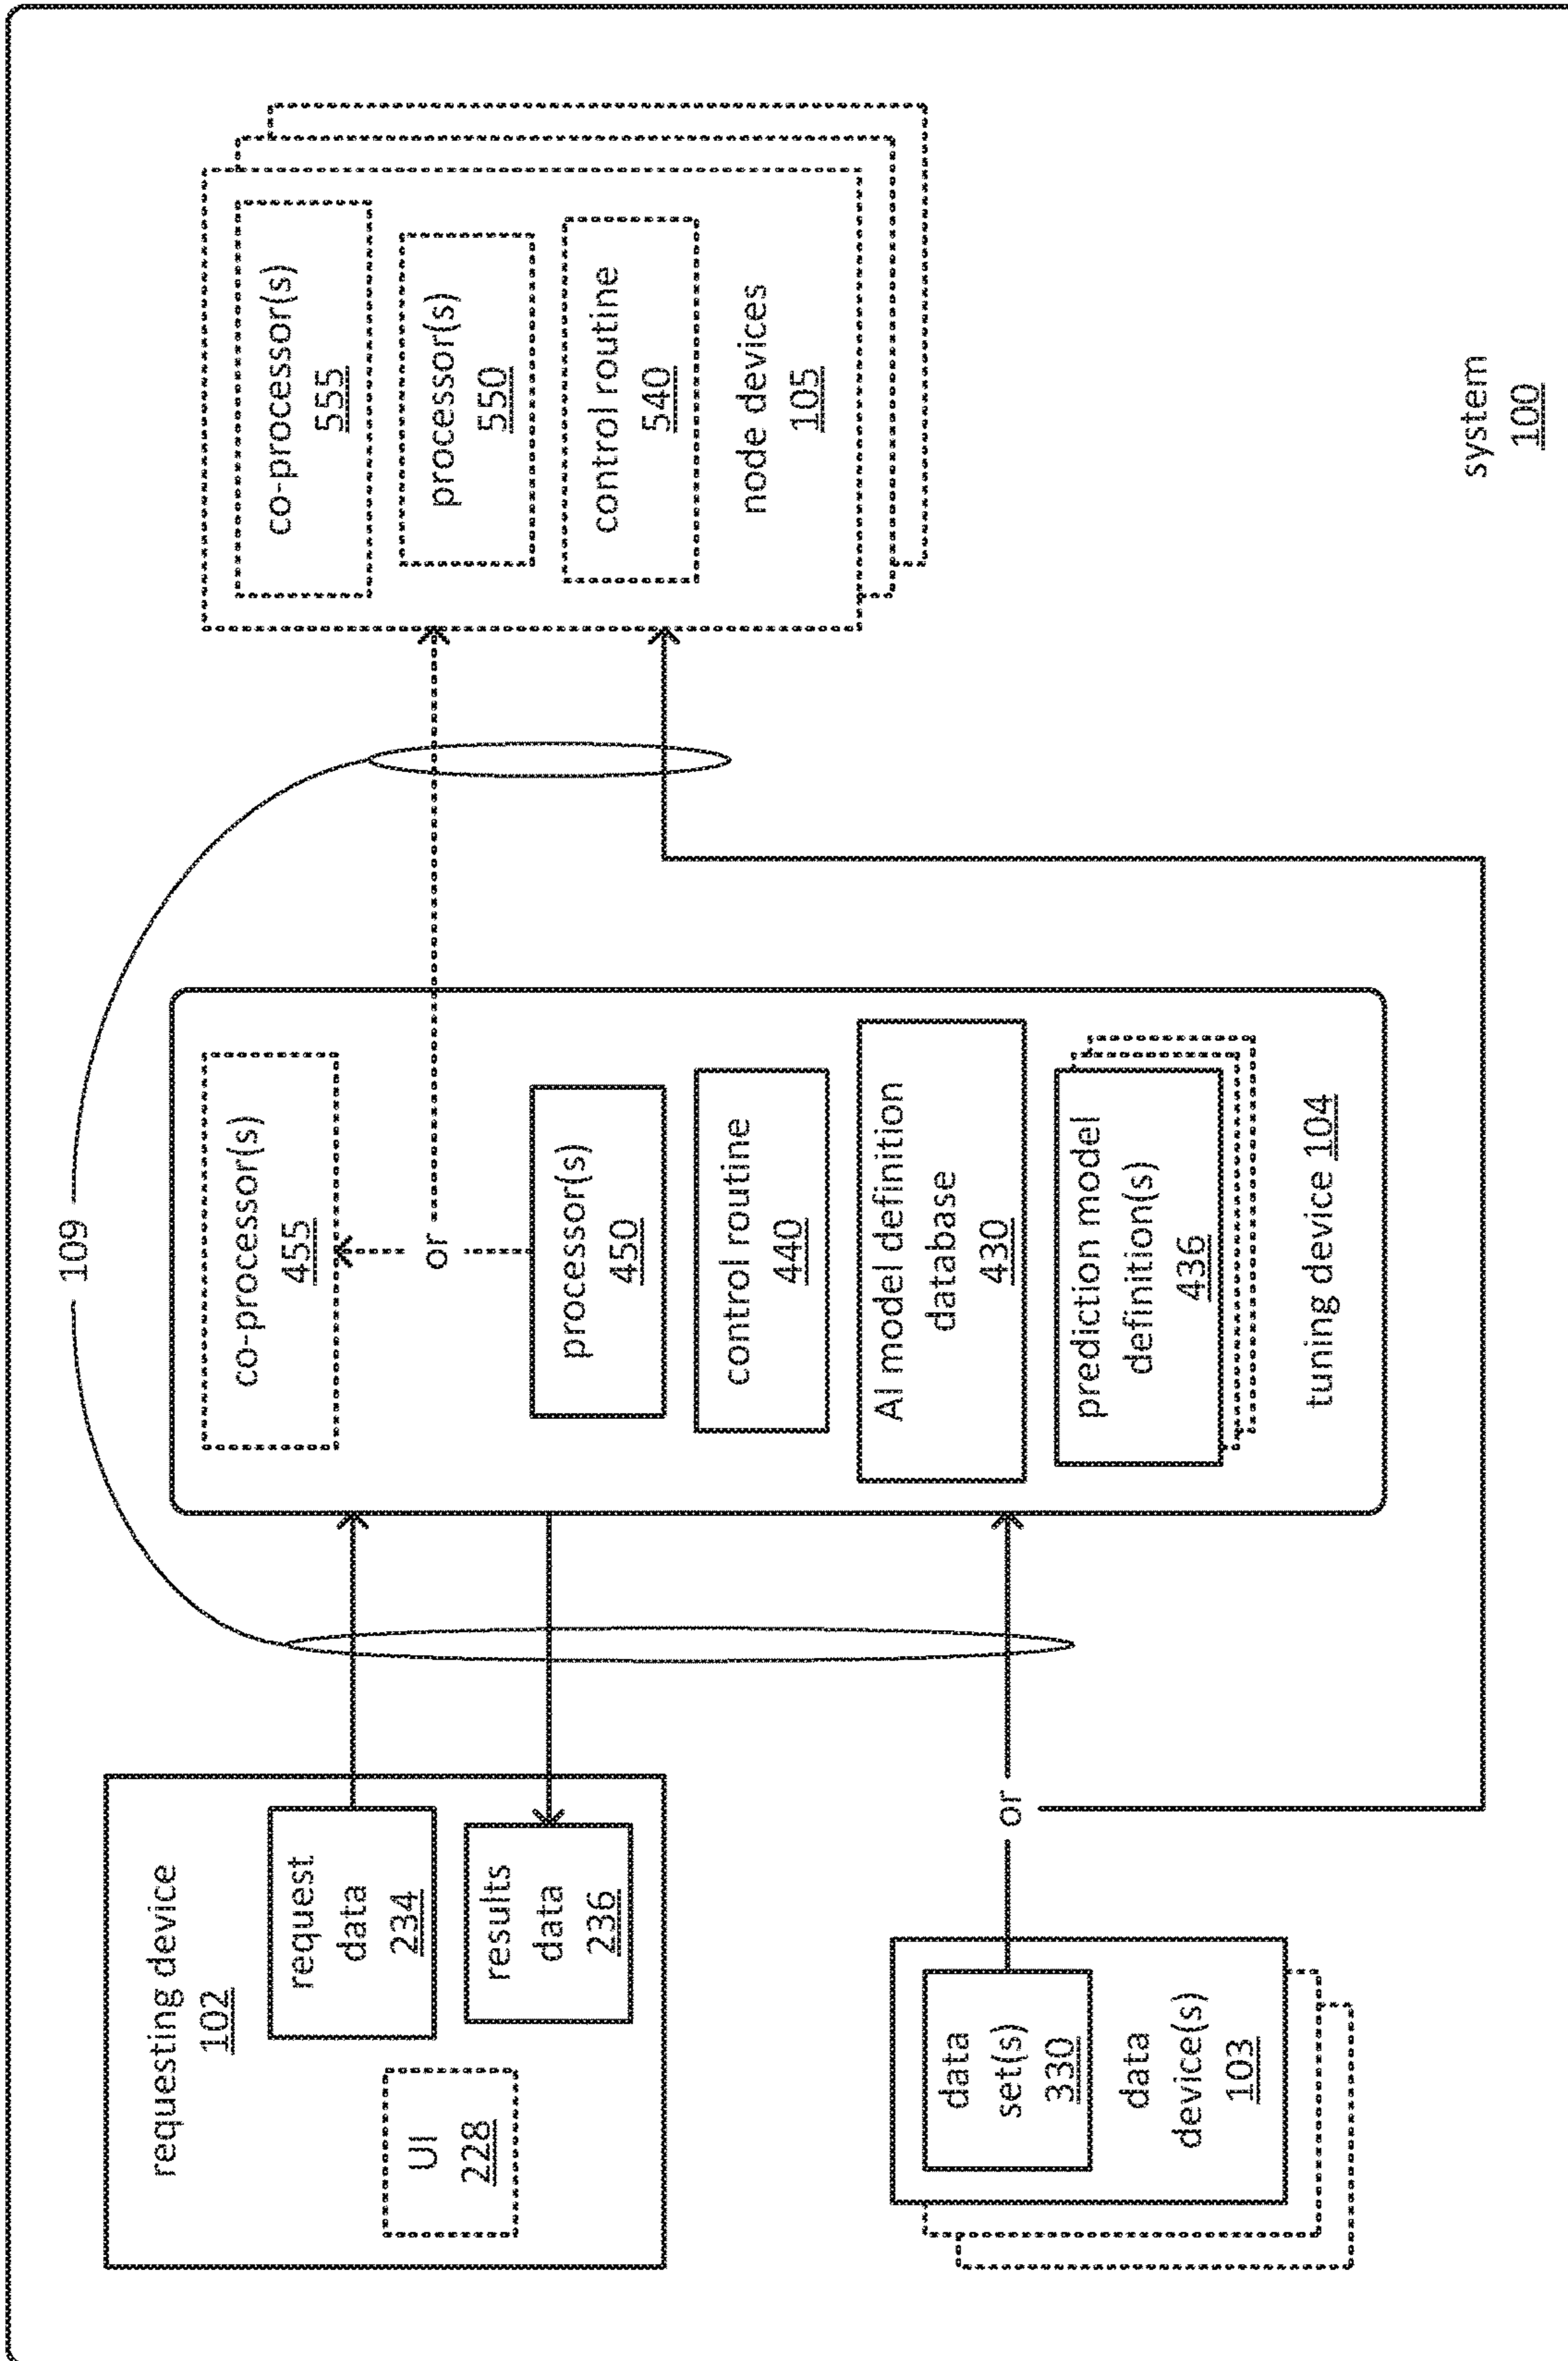 109
requesting device
102
UI
228
request
data
234
results
data
236
data
set(s)
330
data
device(s)
103
or
co-processor(s)
455
or
processor(s)
450
control routine
440
AI model definition
database
430
prediction model
definition(s)
436
tuning device 104
co-processor(s)
555
processor(s)
550
control routine
540
node devices
105
system
100